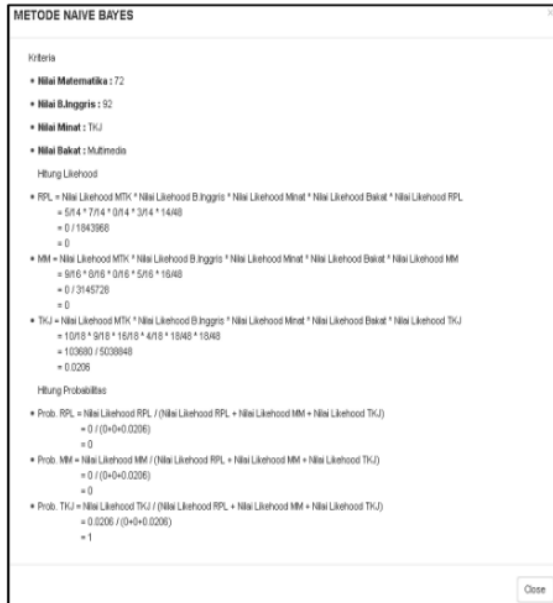 METODE NAIVE BAYES
×
Kriteria
• Nilai Matematika : 72
• Nilai B.Inggris : 92
• Nilai Minat : TKJ
• Nilai Bakat : Multimedia
Hitung Likehood
• RPL = Nilai Likehood MTK * Nilai Likehood B.Inggris * Nilai Likehood Minat * Nilai Likehood Bakat * Nilai Likehood RPL
= 5/14 * 7/14 * 0/14 * 3/14 * 14/48
= 0 / 1843968
= 0
• MM = Nilai Likehood MTK * Nilai Likehood B.Inggris * Nilai Likehood Minat * Nilai Likehood Bakat * Nilai Likehood MM
= 9/16 * 8/16 * 0/16 * 5/16 * 16/48
= 0 / 3145728
= 0
• TKJ = Nilai Likehood MTK * Nilai Likehood B.Inggris * Nilai Likehood Minat * Nilai Likehood Bakat * Nilai Likehood TKJ
= 10/18 * 9/18 * 16/18 * 4/18 * 18/48 * 18/48
= 103680 / 5038848
= 0.0206
Hitung Probabilitas
• Prob. RPL = Nilai Likehood RPL / (Nilai Likehood RPL + Nilai Likehood MM + Nilai Likehood TKJ)
= 0 / (0+0+0.0206)
= 0
• Prob. MM = Nilai Likehood MM / (Nilai Likehood RPL + Nilai Likehood MM + Nilai Likehood TKJ)
= 0 / (0+0+0.0206)
= 0
• Prob. TKJ = Nilai Likehood TKJ / (Nilai Likehood RPL + Nilai Likehood MM + Nilai Likehood TKJ)
= 0.0206 / (0+0+0.0206)
= 1
Close